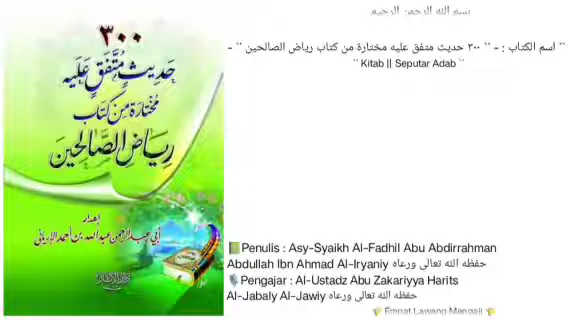 بسم الله الرحمن الرحيم
`` اسم الكتاب : - `` ٣٠٠ حديث متفق عليه مختارة من كتاب رياض الصالحين `` -
`` Kitab || Seputar Adab ``
٣٠٠
حديث متفق عليه
مختارة من كتاب
رياض الصالحين
إعداد
أبي عبد الرحمن عبد الله بن أحمد الإرياني
Penulis : Asy-Syaikh Al-Fadhil Abu Abdirrahman
Abdullah Ibn Ahmad Al-Iryaniy حفظه الله تعالى ورعاه
Pengajar : Al-Ustadz Abu Zakariyya Harits
Al-Jabaly Al-Jawiy حفظه الله تعالى ورعاه
Empat Lawang Mengaji